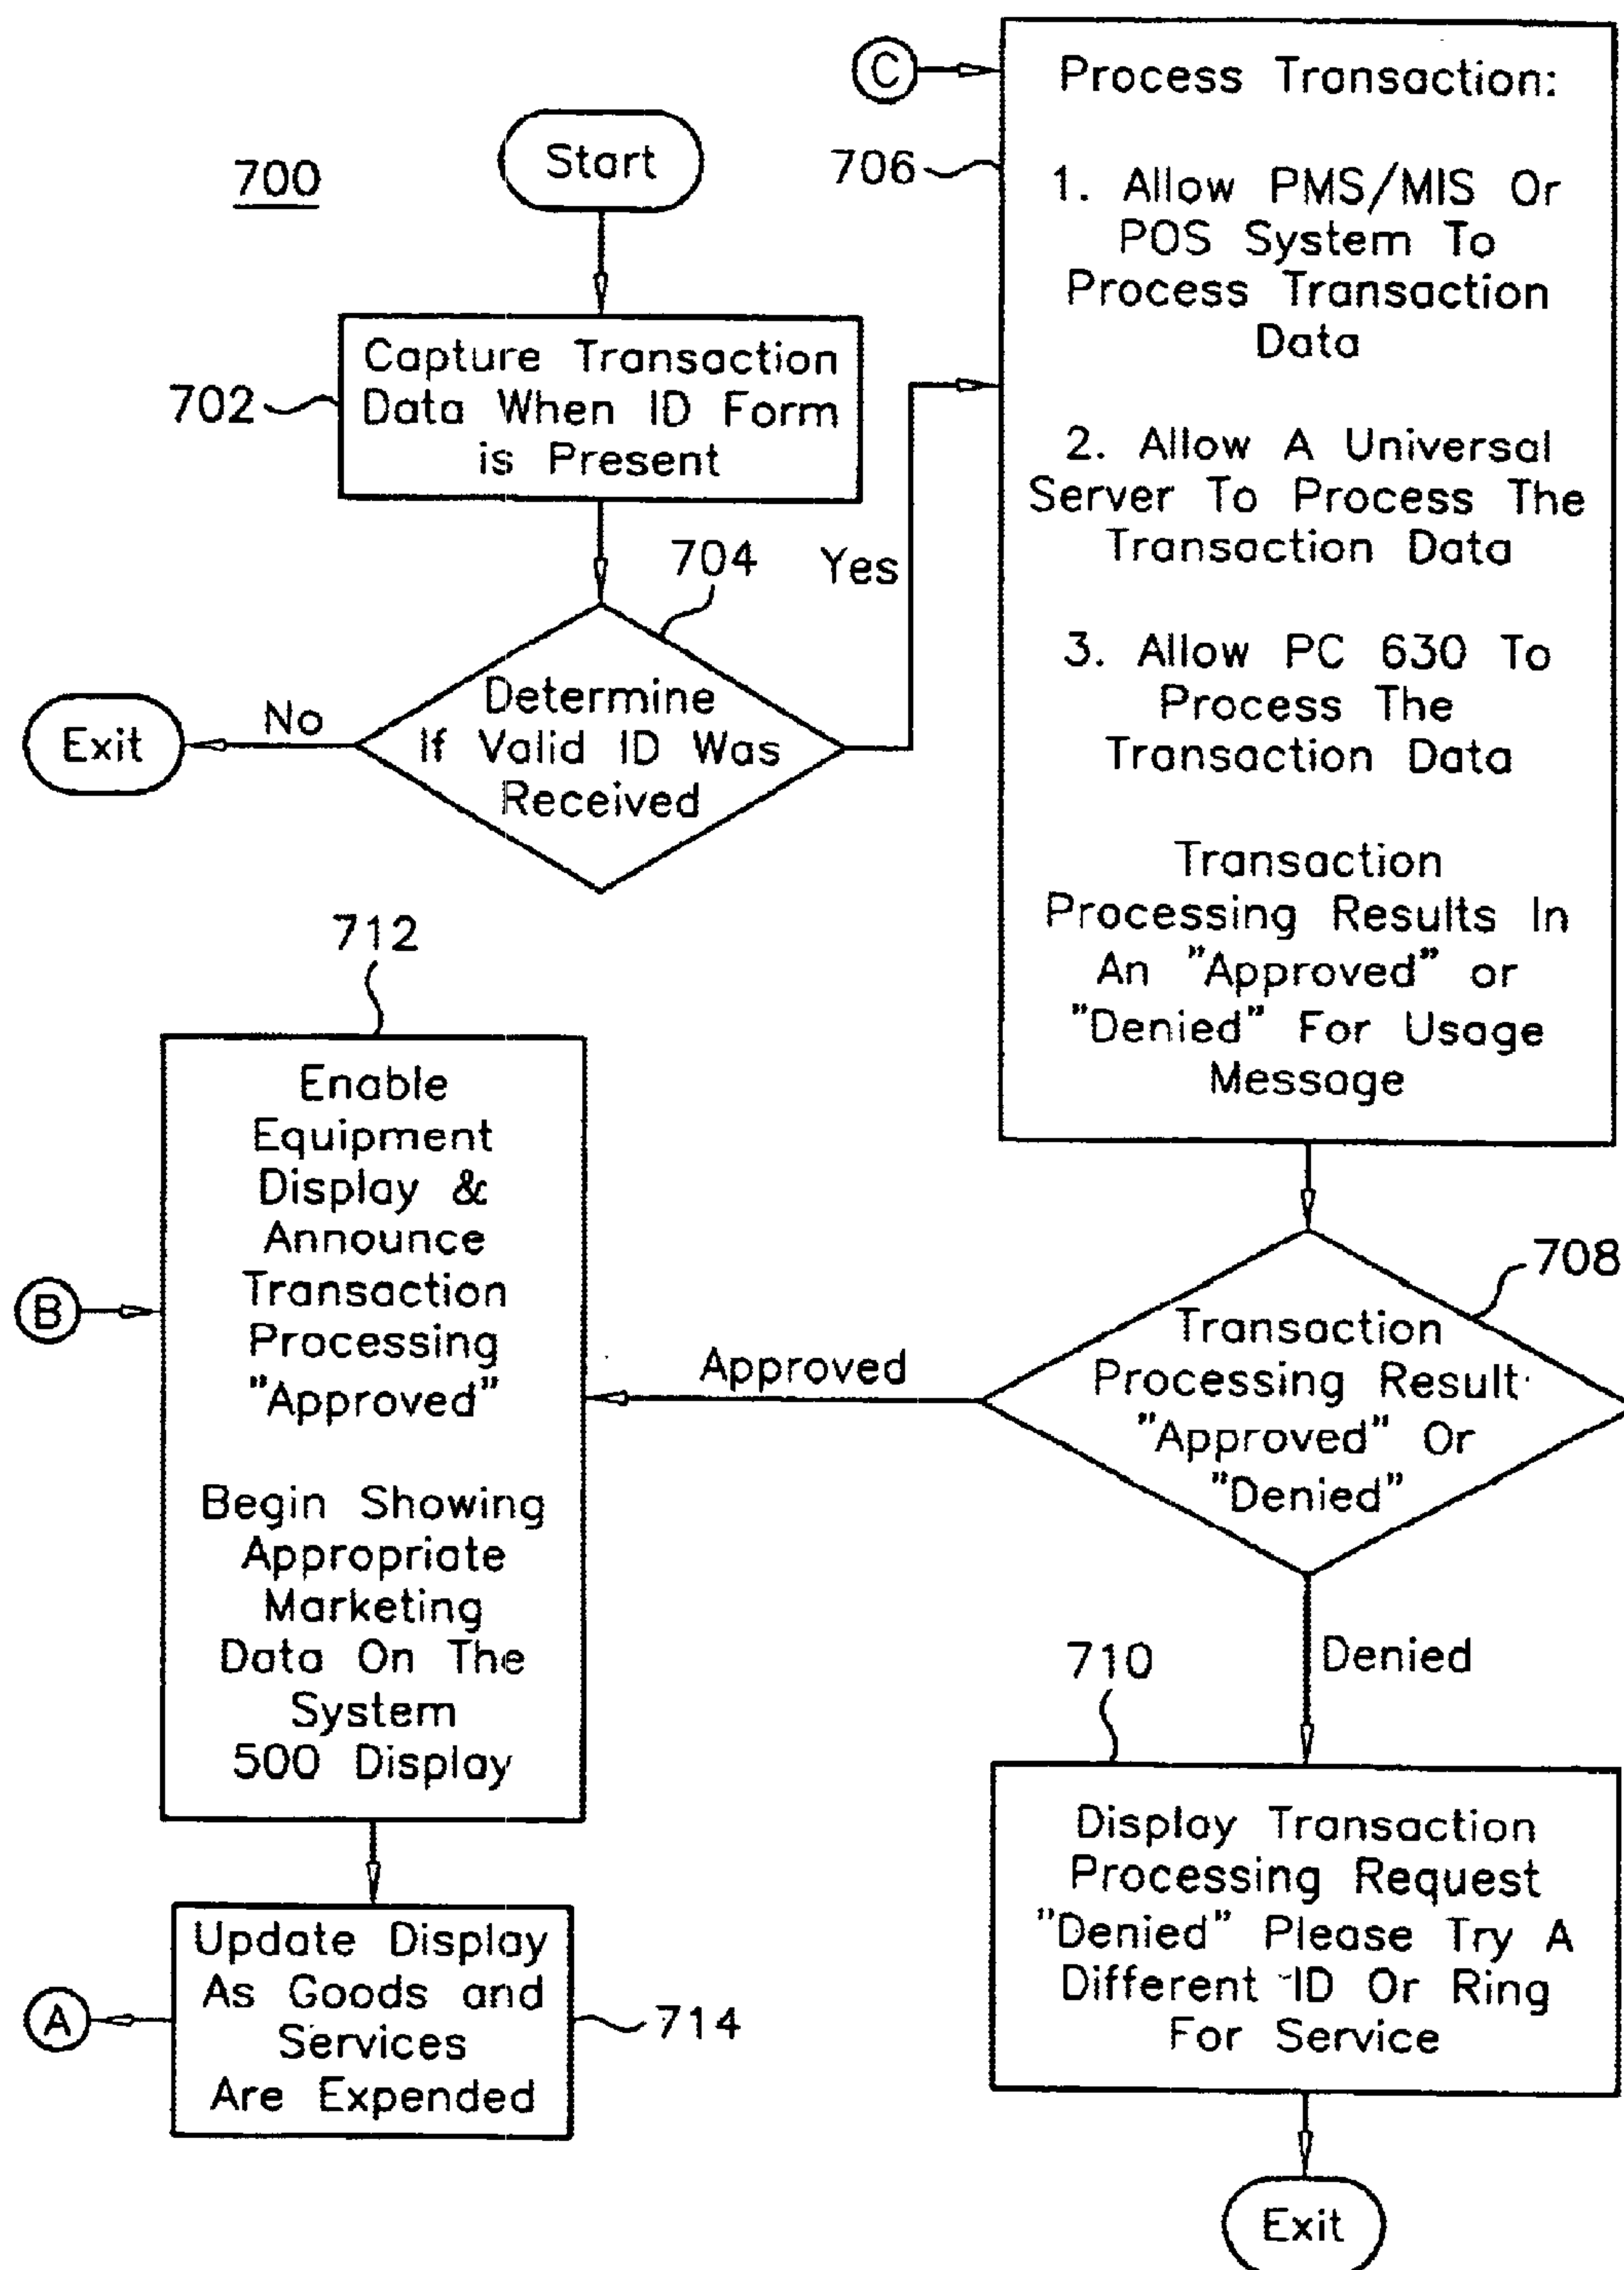 700
Start
702
Capture Transaction
Data When ID Form
is Present
704
Determine
If Valid ID Was
Received
No
Exit
Yes
C
706
Process Transaction:
1. Allow PMS/MIS Or
POS System To
Process Transaction
Data
2. Allow A Universal
Server To Process The
Transaction Data
3. Allow PC 630 To
Process The
Transaction Data
Transaction
Processing Results In
An "Approved" or
"Denied" For Usage
Message
708
Transaction
Processing Result
"Approved" Or
"Denied"
Approved
Denied
710
Display Transaction
Processing Request
"Denied" Please Try A
Different ID Or Ring
For Service
Exit
712
B
Enable
Equipment
Display &
Announce
Transaction
Processing
"Approved"
Begin Showing
Appropriate
Marketing
Data On The
System
500 Display
714
Update Display
As Goods and
Services
Are Expended
A